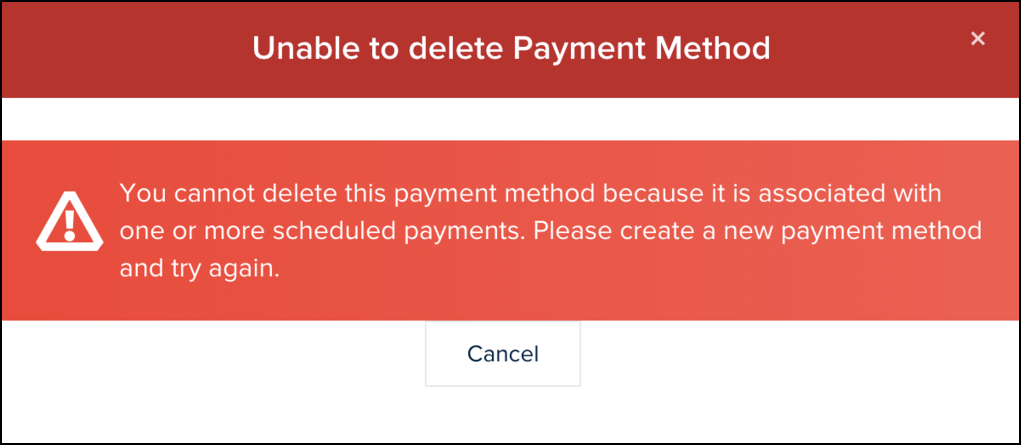 Unable to delete Payment Method
×
You cannot delete this payment method because it is associated with
one or more scheduled payments. Please create a new payment method
and try again.
Cancel